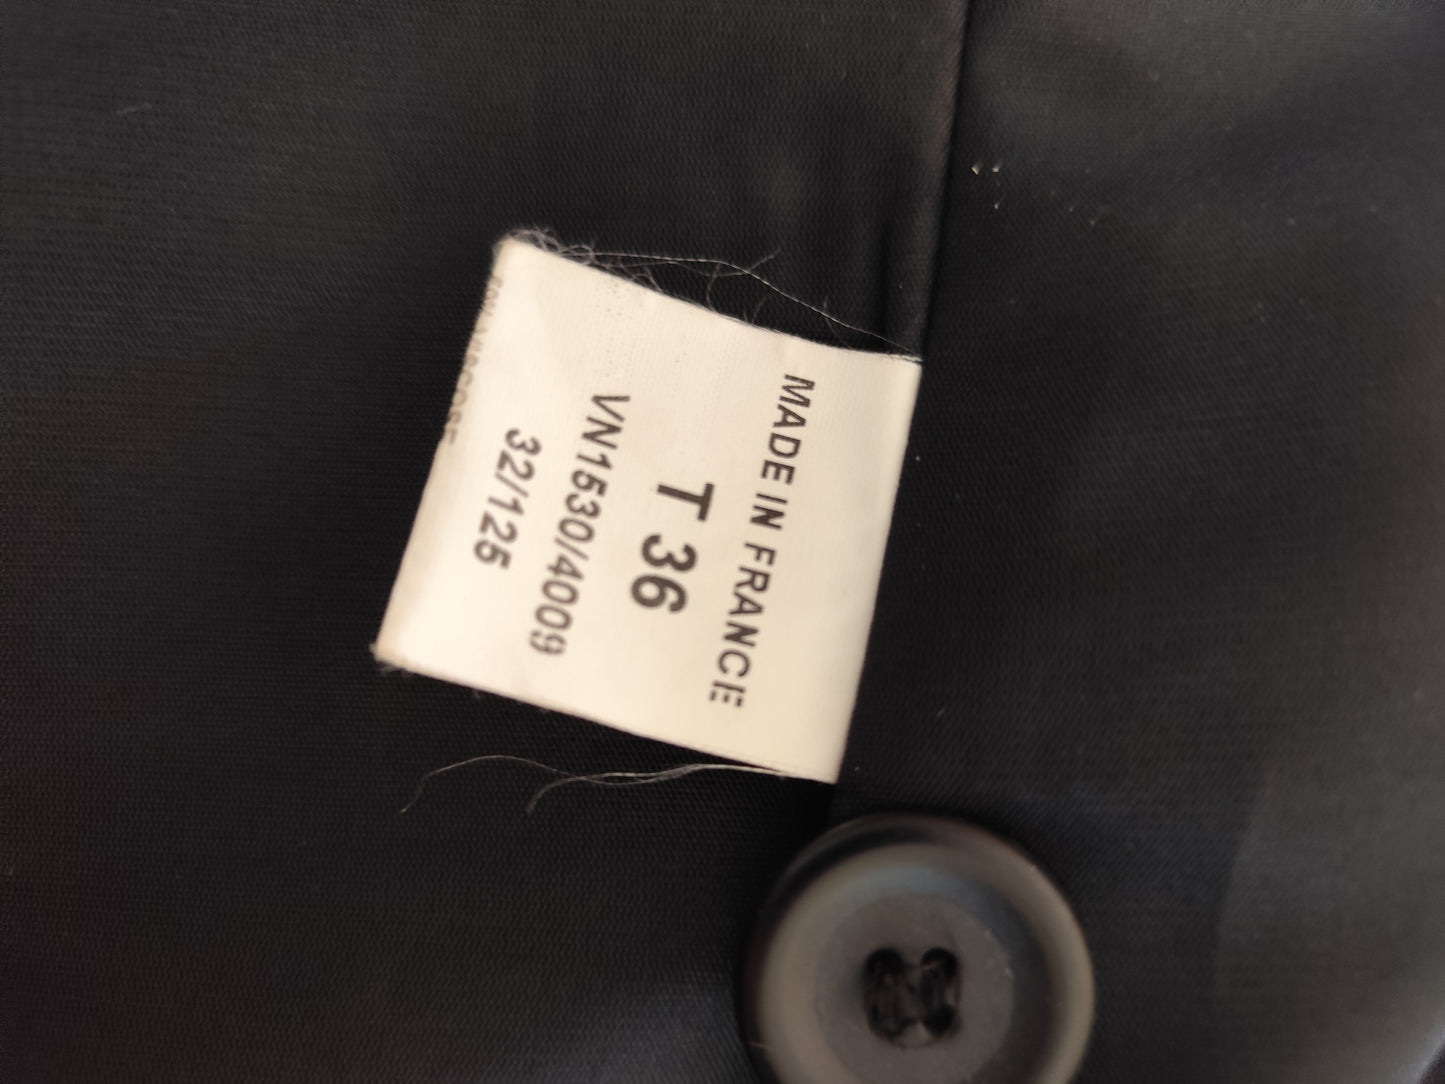 MADE IN FRANCE
T 36
VN1530/4009
32/125